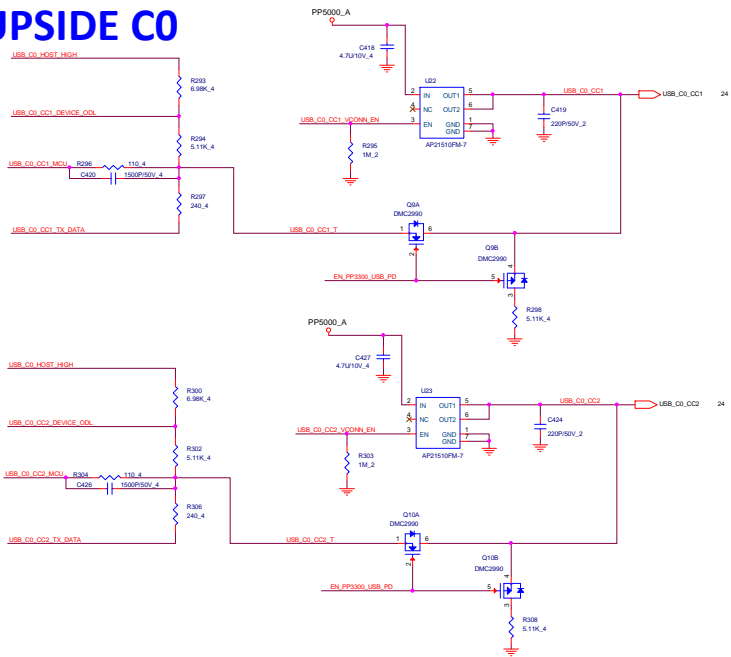 UPSIDE C0
PP5000_A
USB_C0_HOST_HIGH
C418
4.7U/10V_4
R293
6.98K_4
U22
2 IN OUT1 5
4 NC OUT2 6
3 EN GND 1
GND 7
AP21510FM-7
USB_C0_CC1
USB_C0_CC1 24
C419
220P/50V_2
USB_C0_CC1_DEVICE_ODL
USB_C0_CC1_VCONN_EN
R294
5.11K_4
R295
1M_2
USB_C0_CC1_MCU
R296 110_4
C420 1500P/50V_4
R297
240_4
Q9A
DMC2990
USB_C0_CC1_TX_DATA
USB_C0_CC1_T
1 6
2
Q9B
DMC2990
EN_PP3300_USB_PD
5
4
3
R298
5.11K_4
PP5000_A
USB_C0_HOST_HIGH
C427
4.7U/10V_4
R300
6.98K_4
U23
2 IN OUT1 5
4 NC OUT2 6
3 EN GND 1
GND 7
AP21510FM-7
USB_C0_CC2
USB_C0_CC2 24
C424
220P/50V_2
USB_C0_CC2_DEVICE_ODL
USB_C0_CC2_VCONN_EN
R302
5.11K_4
R303
1M_2
USB_C0_CC2_MCU
R304 110_4
C426 1500P/50V_4
R306
240_4
Q10A
DMC2990
USB_C0_CC2_TX_DATA
USB_C0_CC2_T
1 6
2
Q10B
DMC2990
EN_PP3300_USB_PD
5
4
3
R308
5.11K_4